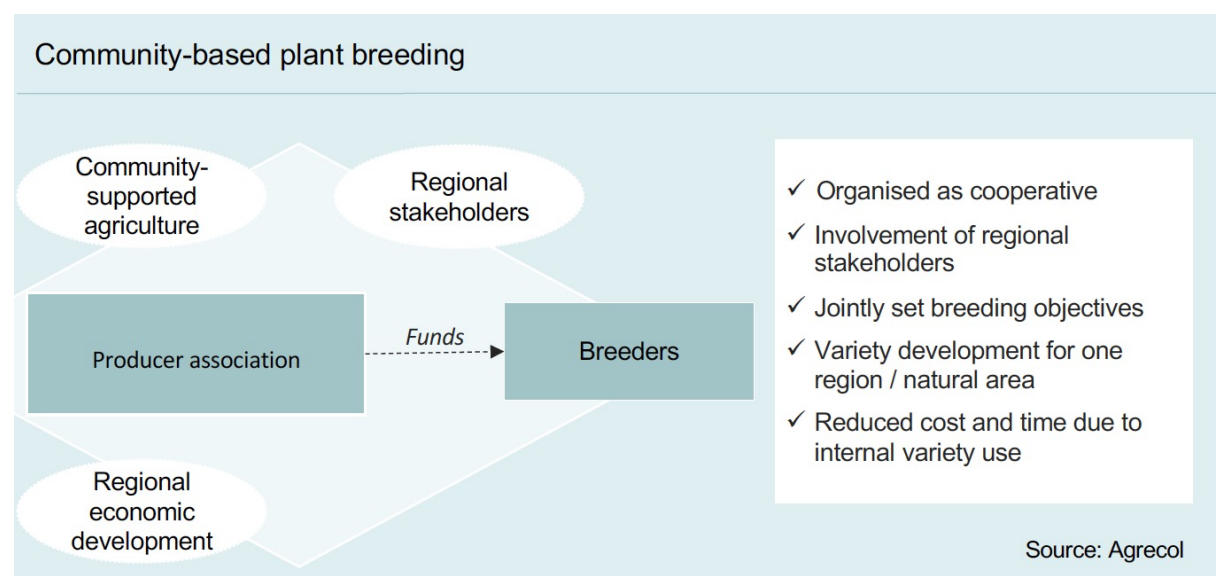 Community-based plant breeding
Community-
supported
agriculture
Regional
stakeholders
Producer association
Funds
Breeders
Regional
economic
development
✓ Organised as cooperative
✓ Involvement of regional
stakeholders
✓ Jointly set breeding objectives
✓ Variety development for one
region / natural area
✓ Reduced cost and time due to
internal variety use
Source: Agrecol